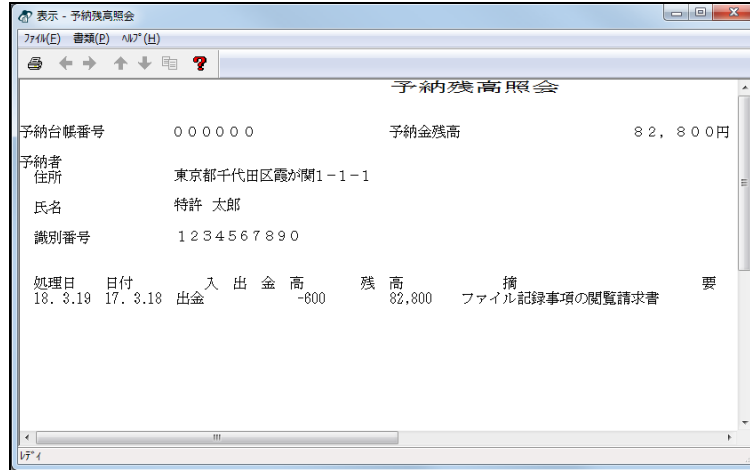 表示 - 予納残高照会
ファイル(F) 書類(P) ヘルプ(H)
予納残高照会
予納台帳番号 ００００００ 予納金残高 ８２，８００円
予納者
住所 東京都千代田区霞が関１－１－１
氏名 特許 太郎
識別番号 １２３４５６７８９０
処理日 日付 入 出 金 高 残 高 摘 要
18. 3.19 17. 3.18 出金 -600 82,800 ファイル記録事項の閲覧請求書
レディ